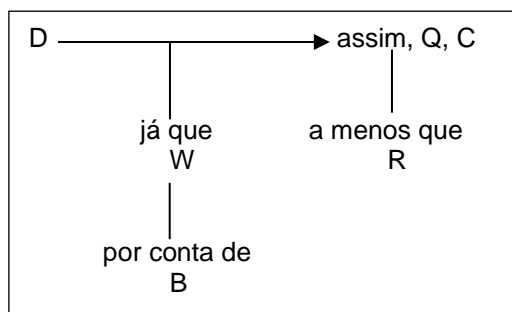 D assim, Q, C
já que a menos que
W R
por conta de
B